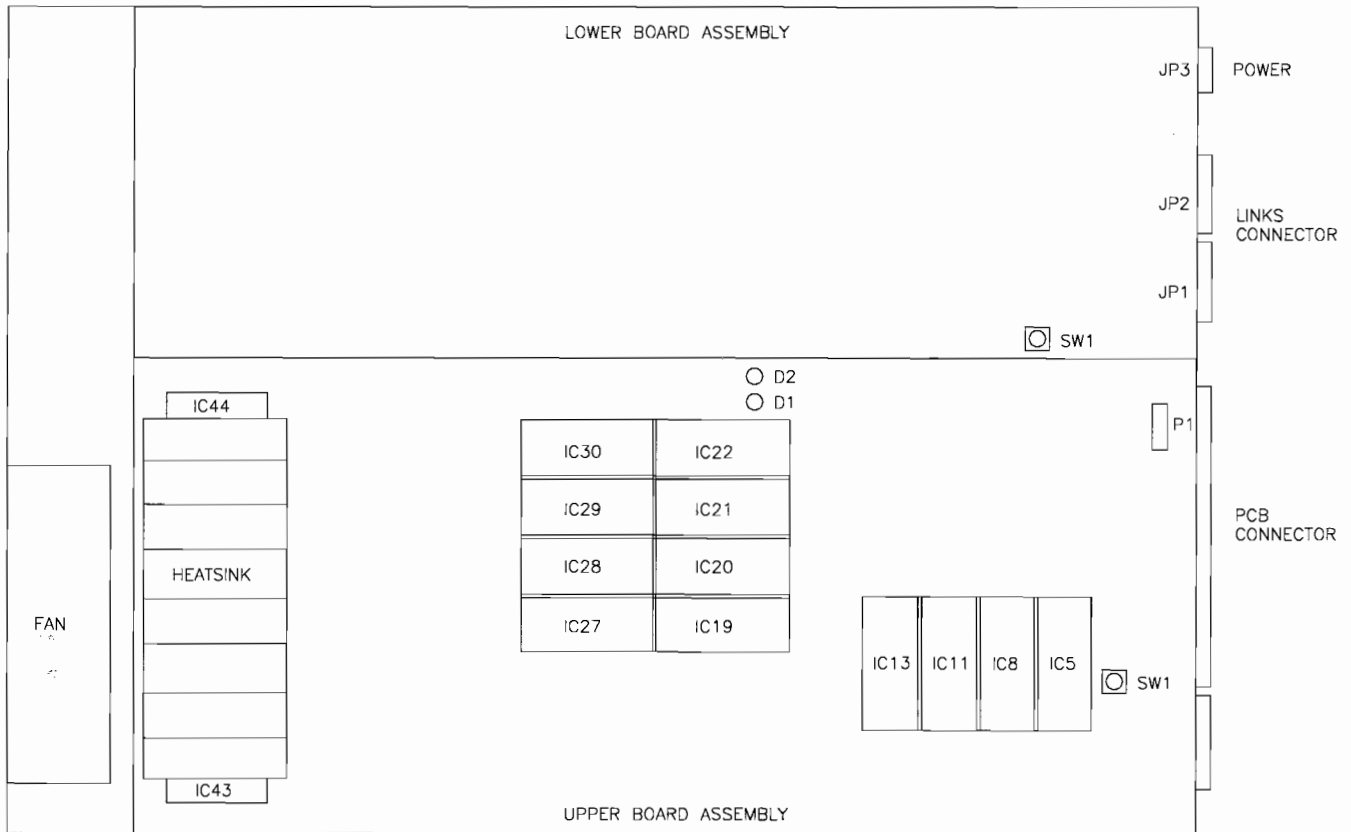 LOWER BOARD ASSEMBLY
JP3
POWER
JP2
LINKS
CONNECTOR
JP1
SW1
D2
D1
IC44
P1
IC30
IC22
IC29
IC21
PCB
CONNECTOR
HEATSINK
IC28
IC20
FAN
IC27
IC19
IC13
IC11
IC8
IC5
SW1
IC43
UPPER BOARD ASSEMBLY